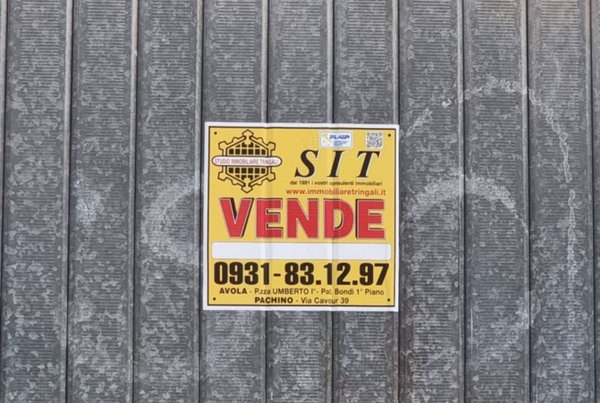 STUDIO IMMOBILIARE TRINGALI
FIAIP
SIT
dal 1991 i vostri consulenti immobiliari
www.immobiliaretringali.it
VENDE
0931-83.12.97
AVOLA - P.zza UMBERTO I°- Pal. Bondì 1° Piano
PACHINO - Via Cavour 39